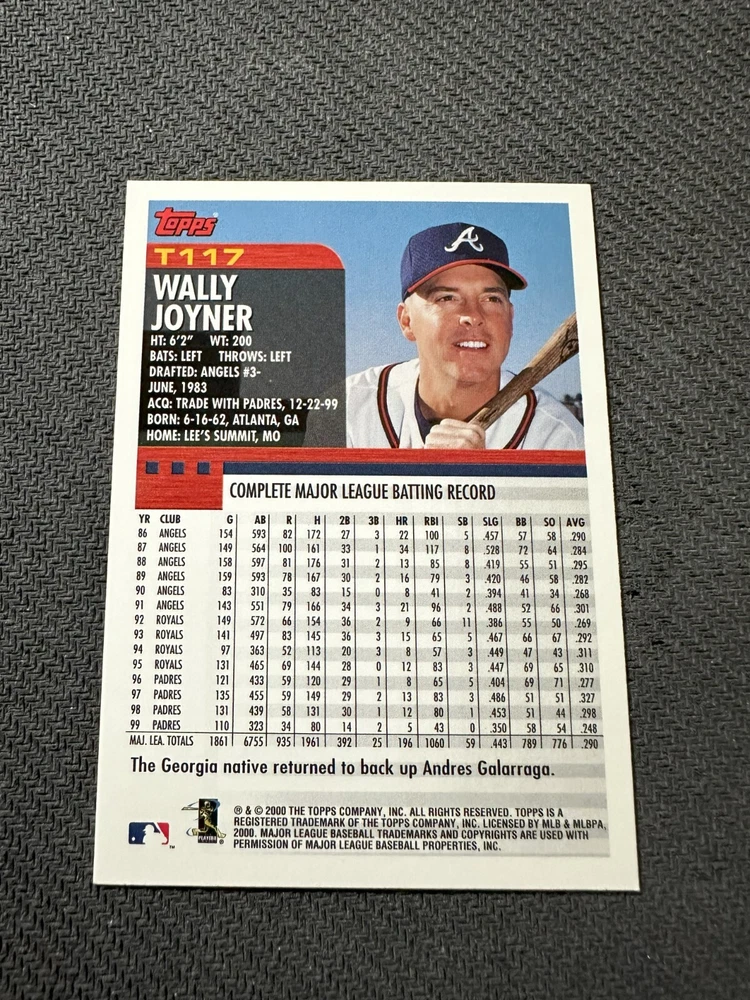 topps
T117
WALLY
JOYNER
HT: 6'2" WT: 200
BATS: LEFT THROWS: LEFT
DRAFTED: ANGELS #3-
JUNE, 1983
ACQ: TRADE WITH PADRES, 12-22-99
BORN: 6-16-62, ATLANTA, GA
HOME: LEE'S SUMMIT, MO
A
COMPLETE MAJOR LEAGUE BATTING RECORD
YR CLUB G AB R H 2B 3B HR RBI SB SLG BB SO AVG
86 ANGELS 154 593 82 172 27 3 22 100 5 .457 57 58 .290
87 ANGELS 149 564 100 161 33 1 34 117 8 .528 72 64 .284
88 ANGELS 158 597 81 176 31 2 13 85 8 .419 55 51 .295
89 ANGELS 159 593 78 167 30 2 16 79 3 .420 46 58 .282
90 ANGELS 83 310 35 83 15 0 8 41 2 .394 41 34 .268
91 ANGELS 143 551 79 166 34 3 21 96 2 .488 52 66 .301
92 ROYALS 149 572 66 154 36 2 9 66 11 .386 55 50 .269
93 ROYALS 141 497 83 145 36 3 15 65 5 .467 66 67 .292
94 ROYALS 97 363 52 113 20 3 8 57 3 .449 47 43 .311
95 ROYALS 131 465 69 144 28 0 12 83 3 .447 69 65 .310
96 PADRES 121 433 59 120 29 1 8 65 5 .404 69 71 .277
97 PADRES 135 455 59 149 29 2 13 83 3 .486 51 51 .327
98 PADRES 131 439 58 131 30 1 12 80 1 .453 51 44 .298
99 PADRES 110 323 34 80 14 2 5 43 0 .350 58 54 .248
MAJ. LEA. TOTALS 1861 6755 935 1961 392 25 196 1060 59 .443 789 776 .290
The Georgia native returned to back up Andres Galarraga.
PLAYERS
® & © 2000 THE TOPPS COMPANY, INC. ALL RIGHTS RESERVED. TOPPS IS A
REGISTERED TRADEMARK OF THE TOPPS COMPANY, INC. LICENSED BY MLB & MLBPA,
2000. MAJOR LEAGUE BASEBALL TRADEMARKS AND COPYRIGHTS ARE USED WITH
PERMISSION OF MAJOR LEAGUE BASEBALL PROPERTIES, INC.